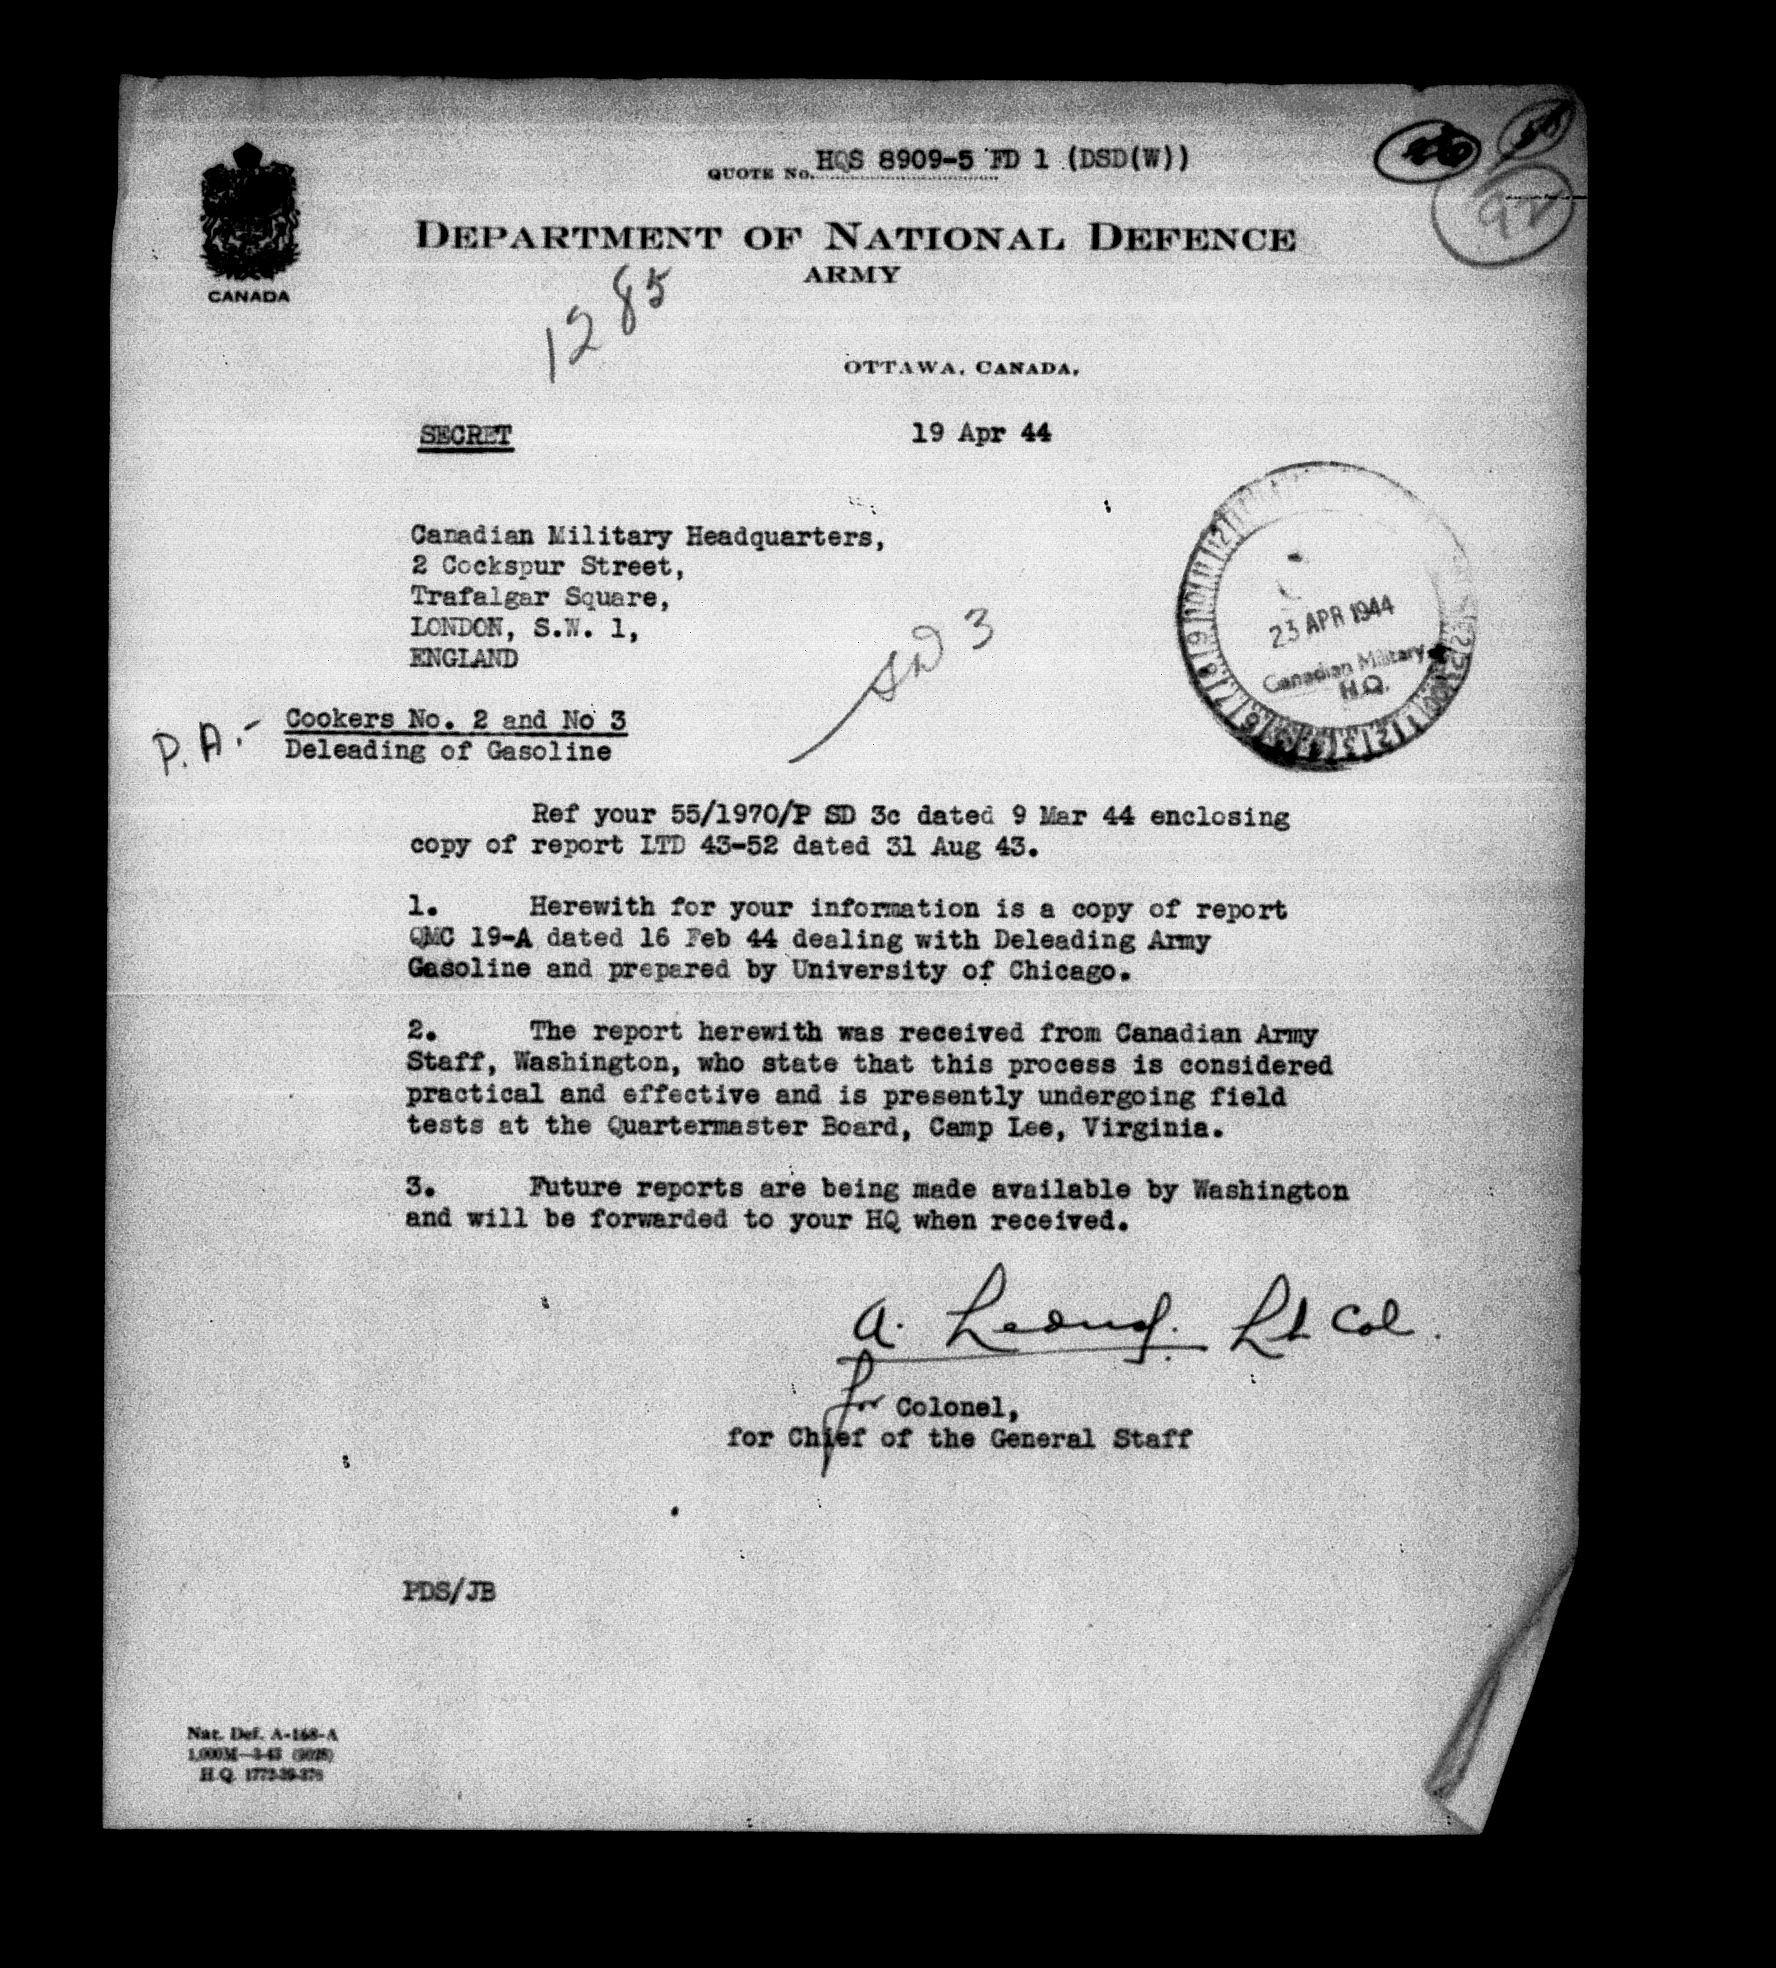 QUOTE No. HQS 8909-5 FD 1 (DSD(W))
92
DEPARTMENT OF NATIONAL DEFENCE
ARMY
CANADA
1285
OTTAWA, CANADA,
SECRET
19 Apr 44
Canadian Military Headquarters,
2 Cockspur Street,
Trafalgar Square,
LONDON, S.W. 1,
ENGLAND
SD 3
23 APR 1944
Canadian Military
H.Q.
P.A.-
Cookers No. 2 and No 3
Deleading of Gasoline
Ref your 55/1970/P SD 3c dated 9 Mar 44 enclosing
copy of report LTD 43-52 dated 31 Aug 43.
1. Herewith for your information is a copy of report
QMC 19-A dated 16 Feb 44 dealing with Deleading Army
Gasoline and prepared by University of Chicago.
2. The report herewith was received from Canadian Army
Staff, Washington, who state that this process is considered
practical and effective and is presently undergoing field
tests at the Quartermaster Board, Camp Lee, Virginia.
3. Future reports are being made available by Washington
and will be forwarded to your HQ when received.
A. Lt Col.
for Colonel,
for Chief of the General Staff
PDS/JB
Nat. Def. A-168-A
1,000M-3-43
H.Q. 1772-39-